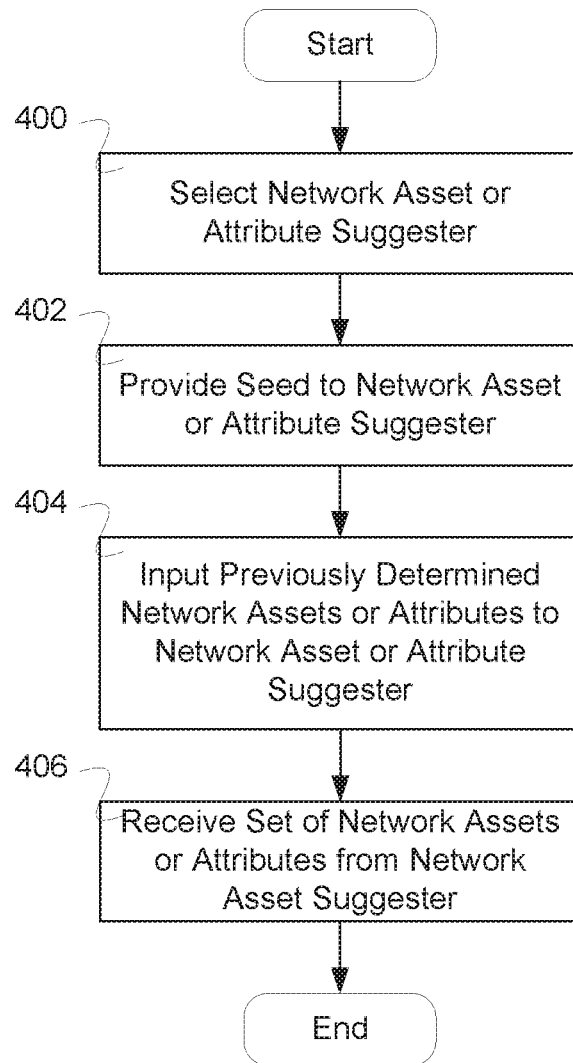 Start
400
Select Network Asset or
Attribute Suggester
402
Provide Seed to Network Asset
or Attribute Suggester
404
Input Previously Determined
Network Assets or Attributes to
Network Asset or Attribute
Suggester
406
Receive Set of Network Assets
or Attributes from Network
Asset Suggester
End